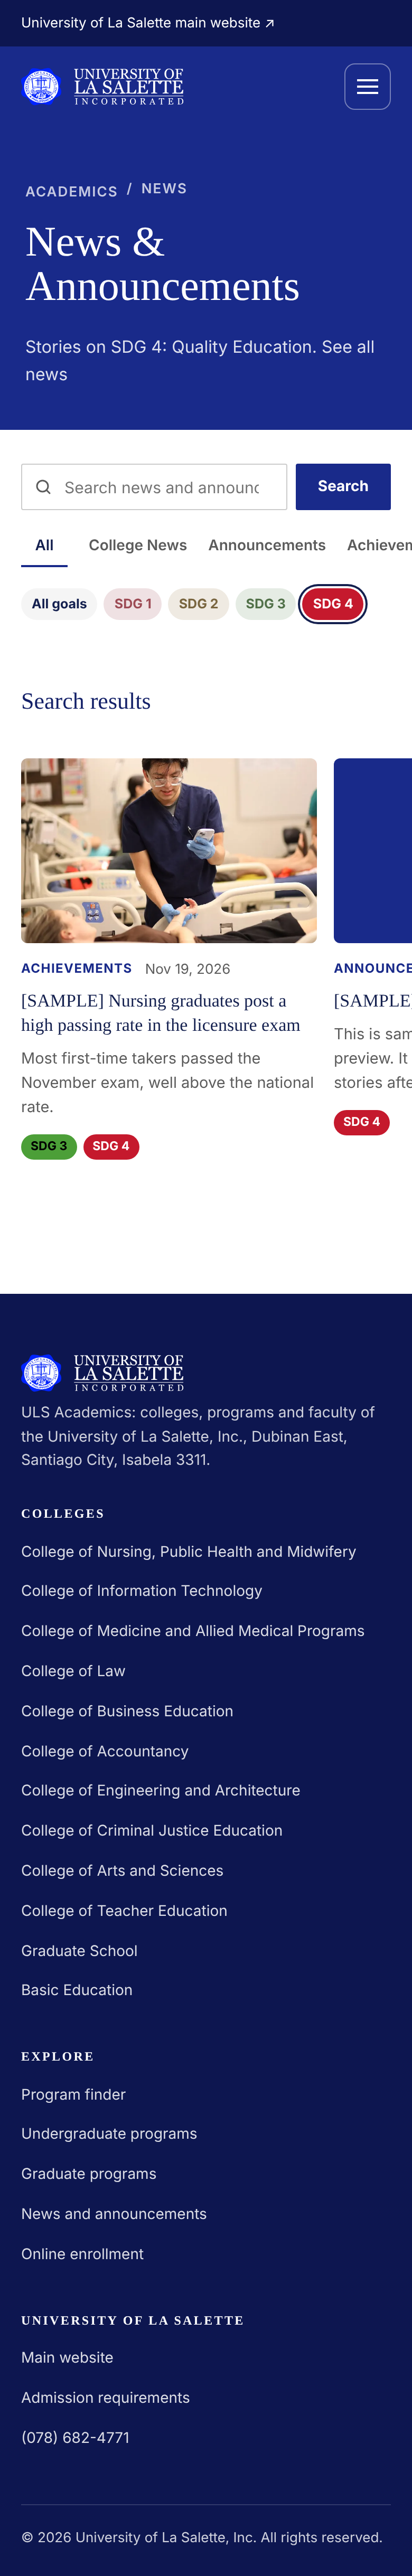 University of La Salette main website ↗
UNIVERSITY OF
LA SALETTE
INCORPORATED
ACADEMICS / NEWS
News &
Announcements
Stories on SDG 4: Quality Education. See all
news
Search news and announc
Search
All College News Announcements Achievem
All goals SDG 1 SDG 2 SDG 3 SDG 4
Search results
ACHIEVEMENTS Nov 19, 2026
[SAMPLE] Nursing graduates post a
high passing rate in the licensure exam
Most first-time takers passed the
November exam, well above the national
rate.
SDG 3 SDG 4
ANNOUNCE
[SAMPLE]
This is sam
preview. It
stories afte
SDG 4
UNIVERSITY OF
LA SALETTE
INCORPORATED
ULS Academics: colleges, programs and faculty of
the University of La Salette, Inc., Dubinan East,
Santiago City, Isabela 3311.
COLLEGES
College of Nursing, Public Health and Midwifery
College of Information Technology
College of Medicine and Allied Medical Programs
College of Law
College of Business Education
College of Accountancy
College of Engineering and Architecture
College of Criminal Justice Education
College of Arts and Sciences
College of Teacher Education
Graduate School
Basic Education
EXPLORE
Program finder
Undergraduate programs
Graduate programs
News and announcements
Online enrollment
UNIVERSITY OF LA SALETTE
Main website
Admission requirements
(078) 682-4771
© 2026 University of La Salette, Inc. All rights reserved.